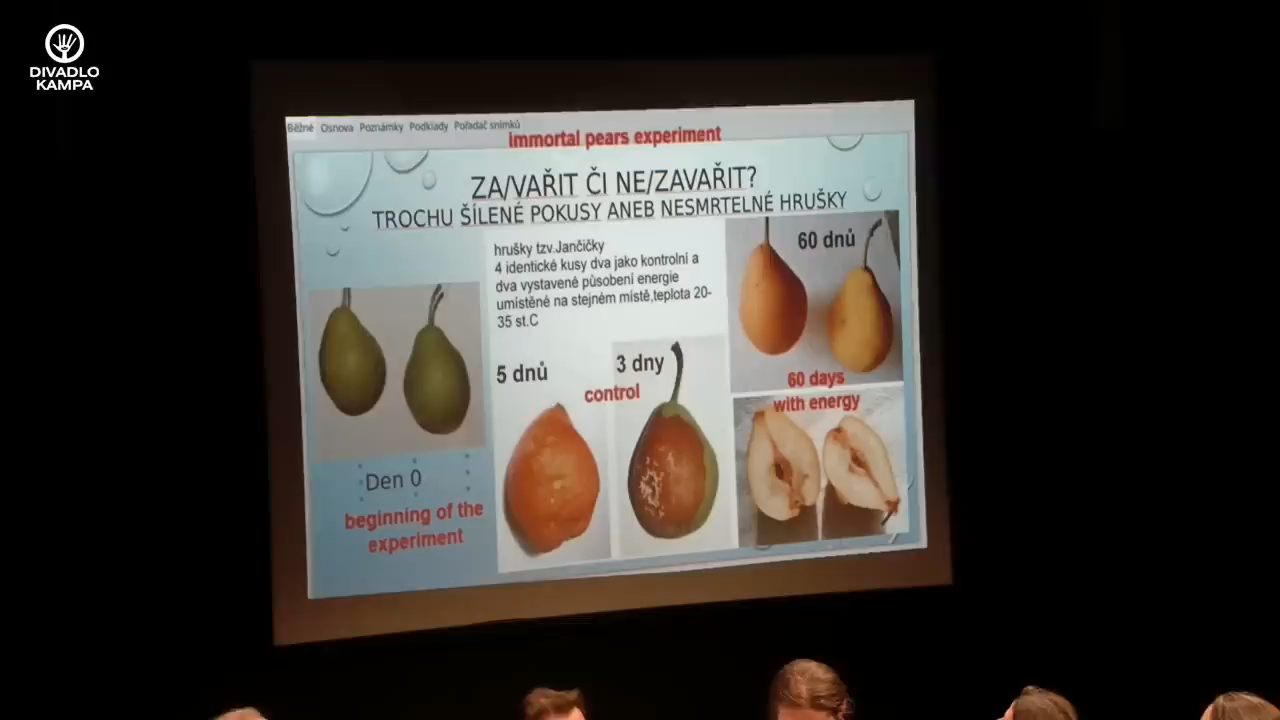 DIVADLO
KAMPA
Běžné Osnova Poznámky Podklady Pořadač snímků
immortal pears experiment
ZA/VAŘIT ČI NE/ZAVAŘIT?
TROCHU ŠÍLENÉ POKUSY ANEB NESMRTELNÉ HRUŠKY
hrušky tzv.Jančičky
4 identické kusy dva jako kontrolní a
dva vystavené působení energie
umístěné na stejném místě,teplota 20-
35 st.C
60 dnů
5 dnů
3 dny
control
60 days
with energy
Den 0
beginning of the
experiment